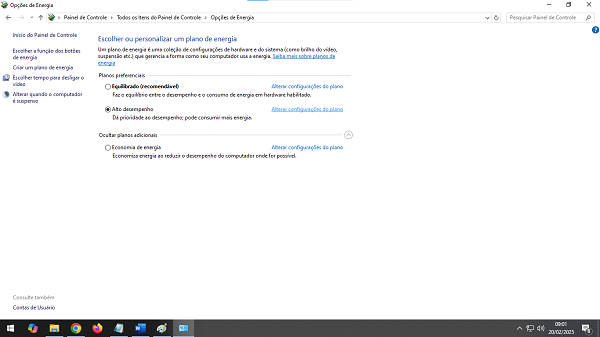 Opções de Energia
Painel de Controle > Todos os Itens do Painel de Controle > Opções de Energia
Pesquisar Painel de Controle
Início do Painel de Controle
Escolher a função dos botões
de energia
Criar um plano de energia
Escolher tempo para desligar o
vídeo
Alterar quando o computador
é suspenso
Escolher ou personalizar um plano de energia
Um plano de energia é uma coleção de configurações de hardware e do sistema (como brilho do vídeo,
suspensão etc.) que gerencia a forma como seu computador usa a energia. Saiba mais sobre planos de
energia
Planos preferenciais
Equilibrado (recomendável) Alterar configurações do plano
Faz o equilíbrio entre o desempenho e o consumo de energia em hardware habilitado.
Alto desempenho Alterar configurações do plano
Dá prioridade ao desempenho; pode consumir mais energia.
Ocultar planos adicionais
Economia de energia Alterar configurações do plano
Economiza energia ao reduzir o desempenho do computador onde for possível.
Consulte também
Contas de Usuário
09:01
20/02/2025